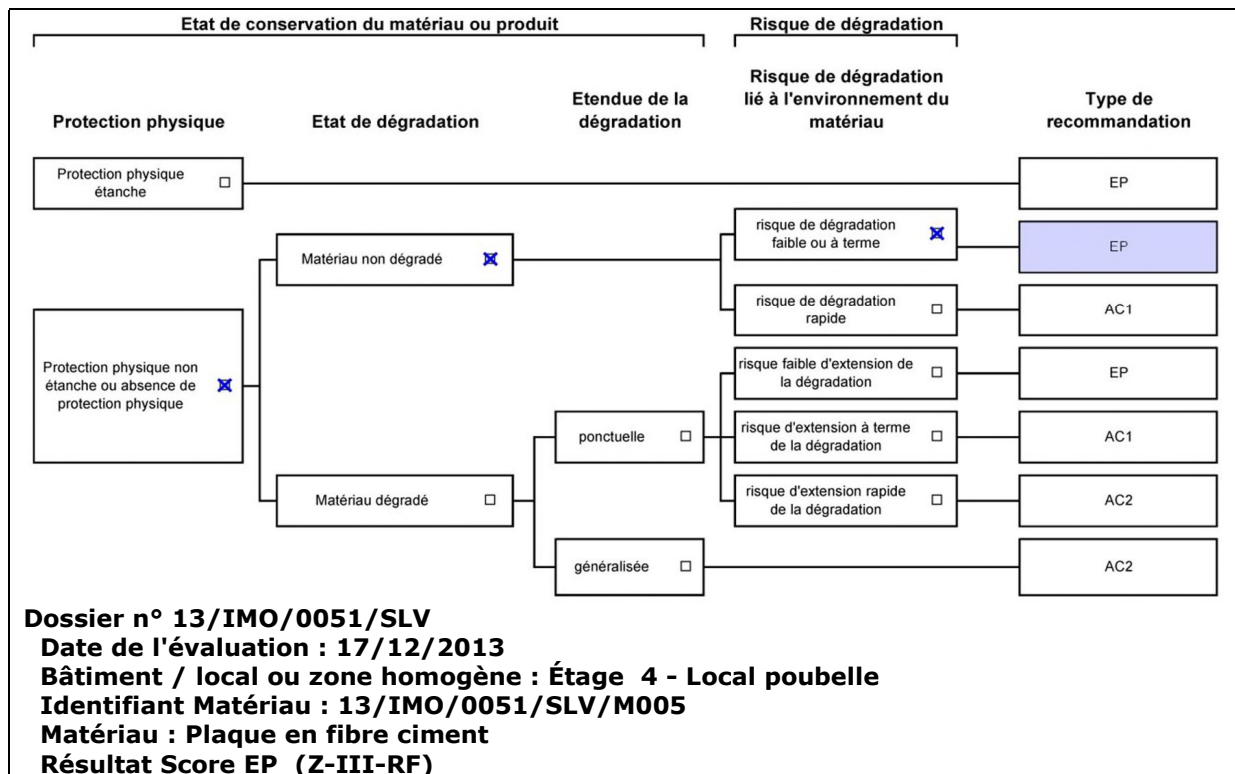 Etat de conservation du matériau ou produit
Risque de dégradation
Protection physique
Etat de dégradation
Etendue de la
dégradation
Risque de dégradation
lié à l'environnement du
matériau
Type de
recommandation
Protection physique
étanche
EP
risque de dégradation
faible ou à terme
Matériau non dégradé
EP
risque de dégradation
rapide
AC1
Protection physique non
étanche ou absence de
protection physique
risque faible d'extension de
la dégradation
EP
ponctuelle
risque d'extension à terme
de la dégradation
AC1
Matériau dégradé
risque d'extension rapide
de la dégradation
AC2
généralisée
AC2
Dossier n° 13/IMO/0051/SLV
Date de l'évaluation : 17/12/2013
Bâtiment / local ou zone homogène : Étage 4 - Local poubelle
Identifiant Matériau : 13/IMO/0051/SLV/M005
Matériau : Plaque en fibre ciment
Résultat Score EP (Z-III-RF)